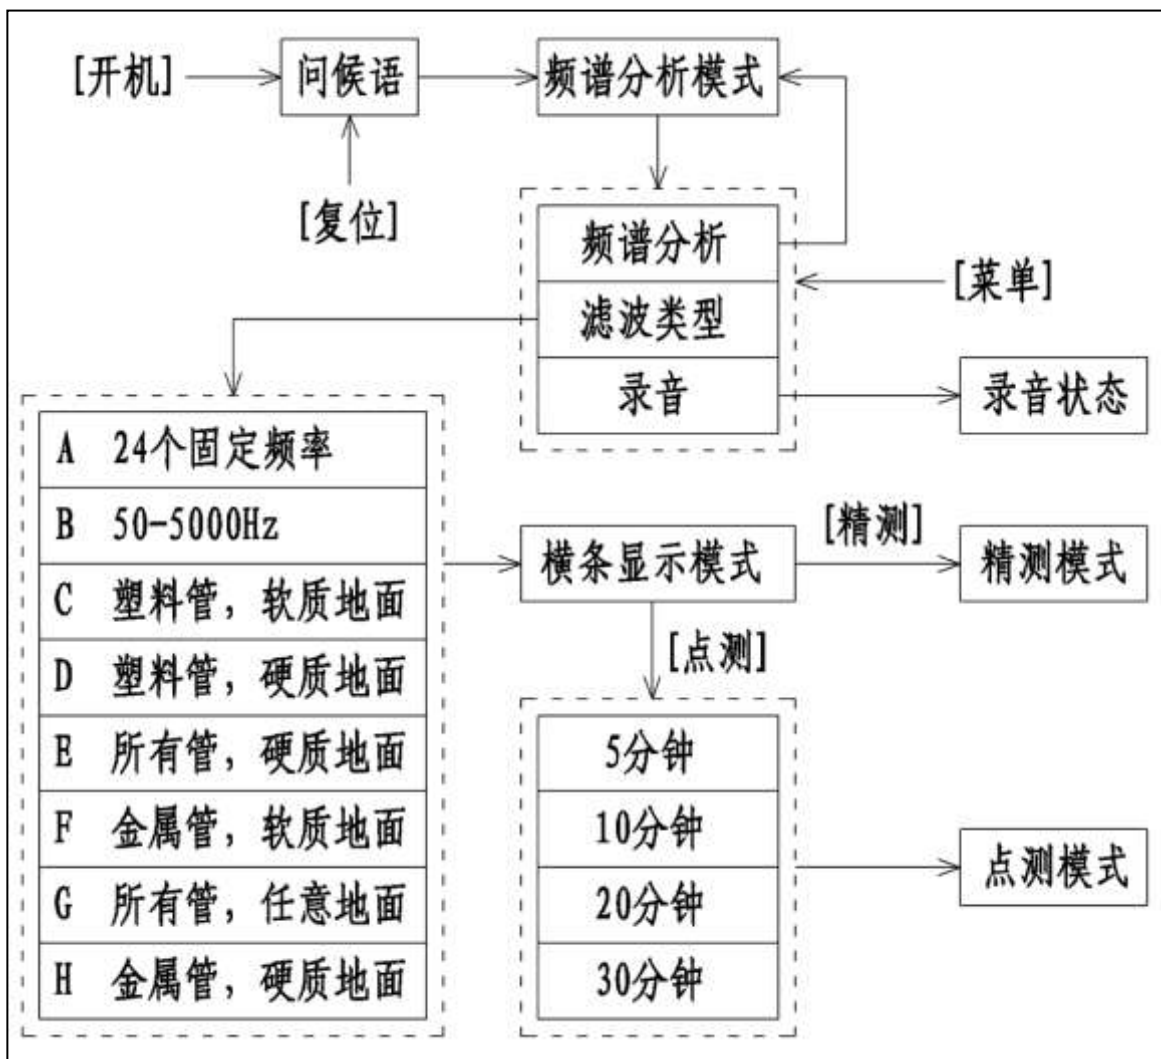 [开机]
问候语
频谱分析模式
[复位]
频谱分析
滤波类型
录音
[菜单]
录音状态
A 24个固定频率
B 50-5000Hz
C 塑料管，软质地面
D 塑料管，硬质地面
E 所有管，硬质地面
F 金属管，软质地面
G 所有管，任意地面
H 金属管，硬质地面
横条显示模式
[精测]
精测模式
[点测]
5分钟
10分钟
20分钟
30分钟
点测模式